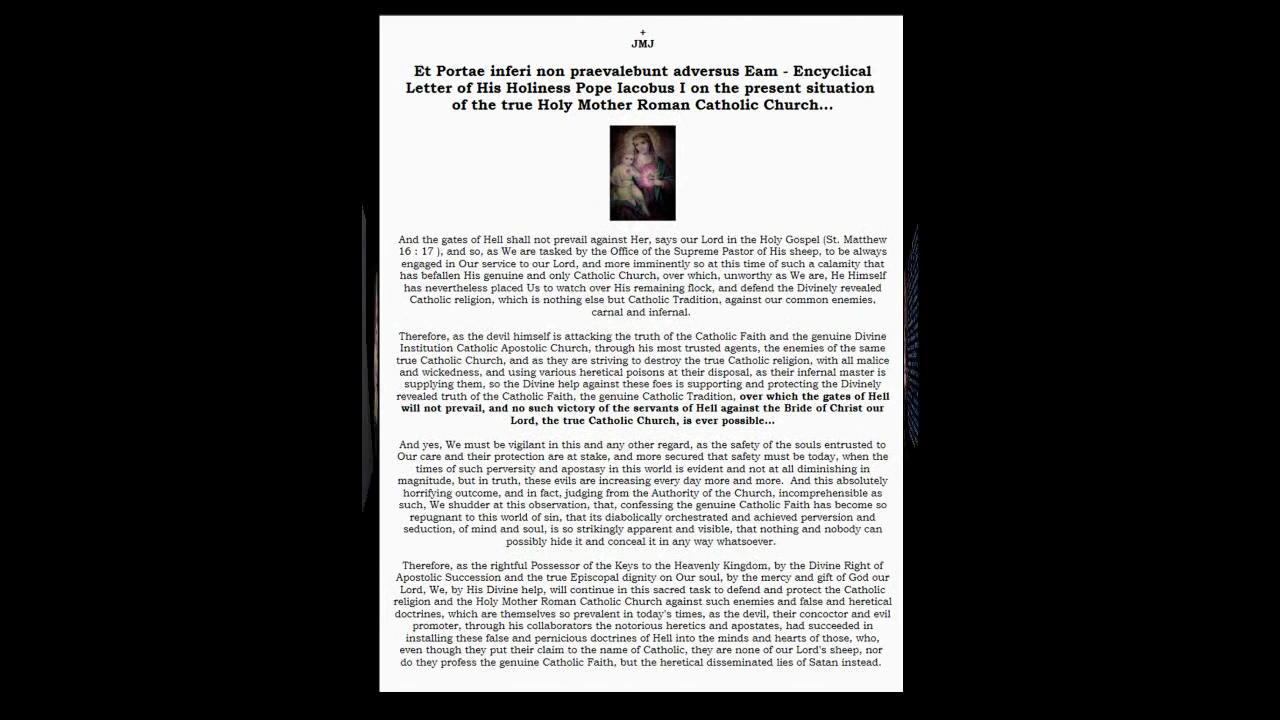 +
JMJ
Et Portae inferi non praevalebunt adversus Eam - Encyclical
Letter of His Holiness Pope Iacobus I on the present situation
of the true Holy Mother Roman Catholic Church...
And the gates of Hell shall not prevail against Her, says our Lord in the Holy Gospel (St. Matthew
16 : 17 ), and so, as We are tasked by the Office of the Supreme Pastor of His sheep, to be always
engaged in Our service to our Lord, and more imminently so at this time of such a calamity that
has befallen His genuine and only Catholic Church, over which, unworthy as We are, He Himself
has nevertheless placed Us to watch over His remaining flock, and defend the Divinely revealed
Catholic religion, which is nothing else but Catholic Tradition, against our common enemies,
carnal and infernal.
Therefore, as the devil himself is attacking the truth of the Catholic Faith and the genuine Divine
Institution Catholic Apostolic Church, through his most trusted agents, the enemies of the same
true Catholic Church, and as they are striving to destroy the true Catholic religion, with all malice
and wickedness, and using various heretical poisons at their disposal, as their infernal master is
supplying them, so the Divine help against these foes is supporting and protecting the Divinely
revealed truth of the Catholic Faith, the genuine Catholic Tradition, over which the gates of Hell
will not prevail, and no such victory of the servants of Hell against the Bride of Christ our
Lord, the true Catholic Church, is ever possible...
And yes, We must be vigilant in this and any other regard, as the safety of the souls entrusted to
Our care and their protection are at stake, and more secured that safety must be today, when the
times of such perversity and apostasy in this world is evident and not at all diminishing in
magnitude, but in truth, these evils are increasing every day more and more. And this absolutely
horrifying outcome, and in fact, judging from the Authority of the Church, incomprehensible as
such, We shudder at this observation, that, confessing the genuine Catholic Faith has become so
repugnant to this world of sin, that its diabolically orchestrated and achieved perversion and
seduction, of mind and soul, is so strikingly apparent and visible, that nothing and nobody can
possibly hide it and conceal it in any way whatsoever.
Therefore, as the rightful Possessor of the Keys to the Heavenly Kingdom, by the Divine Right of
Apostolic Succession and the true Episcopal dignity on Our soul, by the mercy and gift of God our
Lord, We, by His Divine help, will continue in this sacred task to defend and protect the Catholic
religion and the Holy Mother Roman Catholic Church against such enemies and false and heretical
doctrines, which are themselves so prevalent in today's times, as the devil, their concoctor and evil
promoter, through his collaborators the notorious heretics and apostates, had succeeded in
installing these false and pernicious doctrines of Hell into the minds and hearts of those, who,
even though they put their claim to the name of Catholic, they are none of our Lord's sheep, nor
do they profess the genuine Catholic Faith, but the heretical disseminated lies of Satan instead.